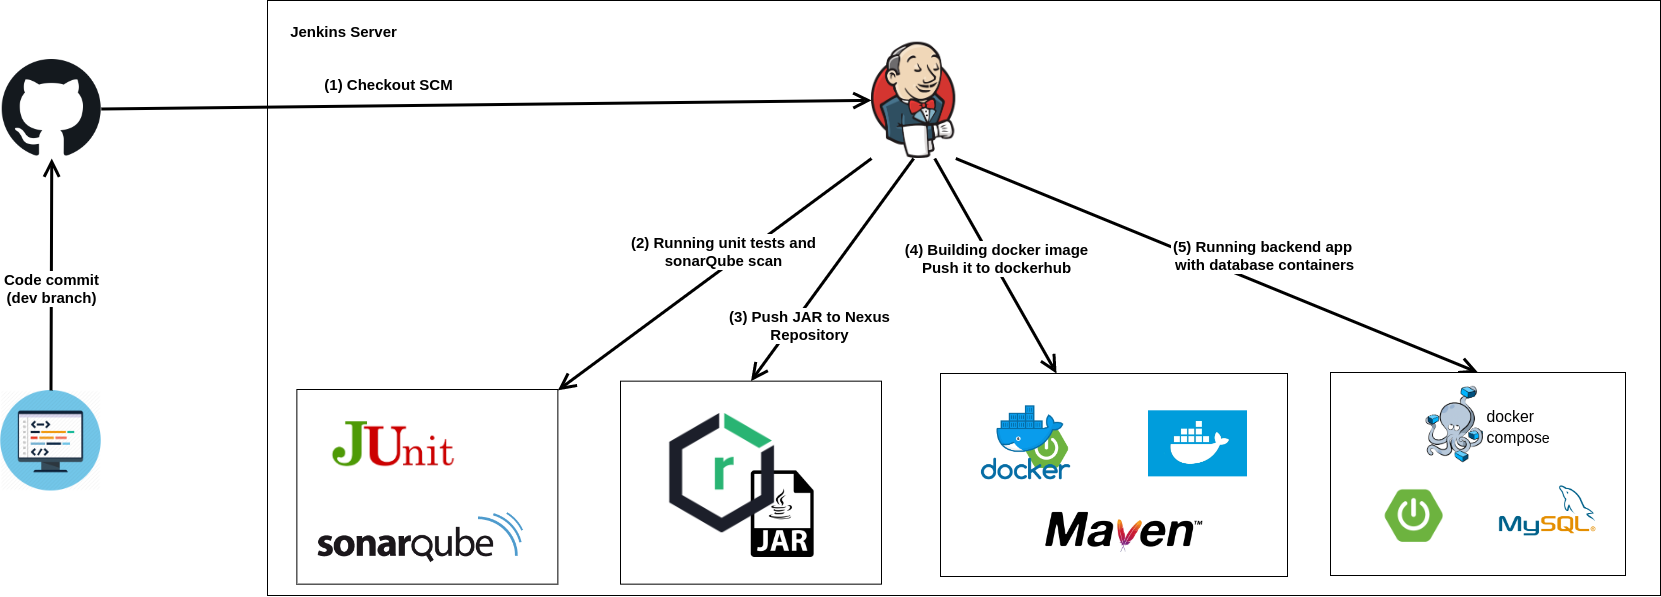 Jenkins Server
(1) Checkout SCM
Code commit
(dev branch)
(2) Running unit tests and
sonarQube scan
(3) Push JAR to Nexus
Repository
(4) Building docker image
Push it to dockerhub
(5) Running backend app
with database containers
JUnit
sonarqube
r
JAR
docker
Maven™
docker
compose
MySQL